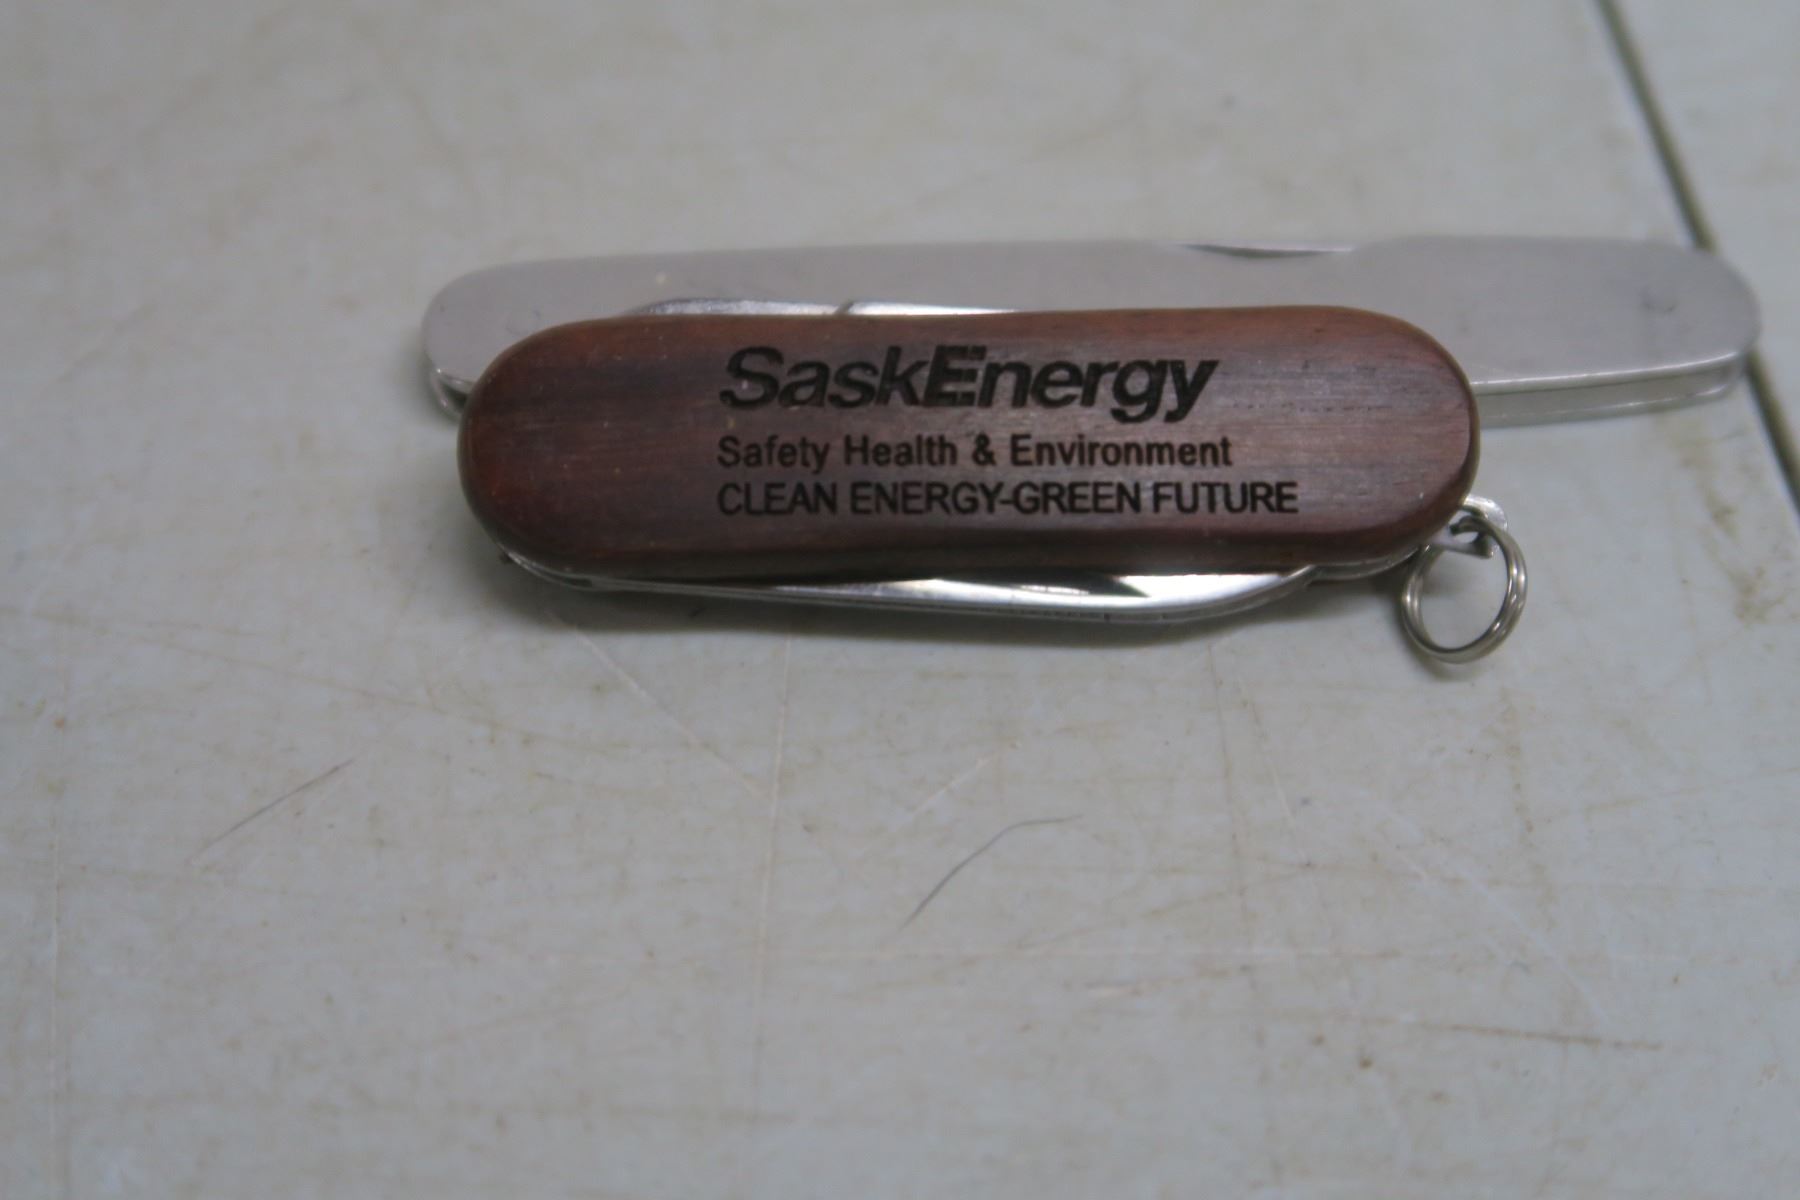 SaskEnergy
Safety Health & Environment
CLEAN ENERGY-GREEN FUTURE